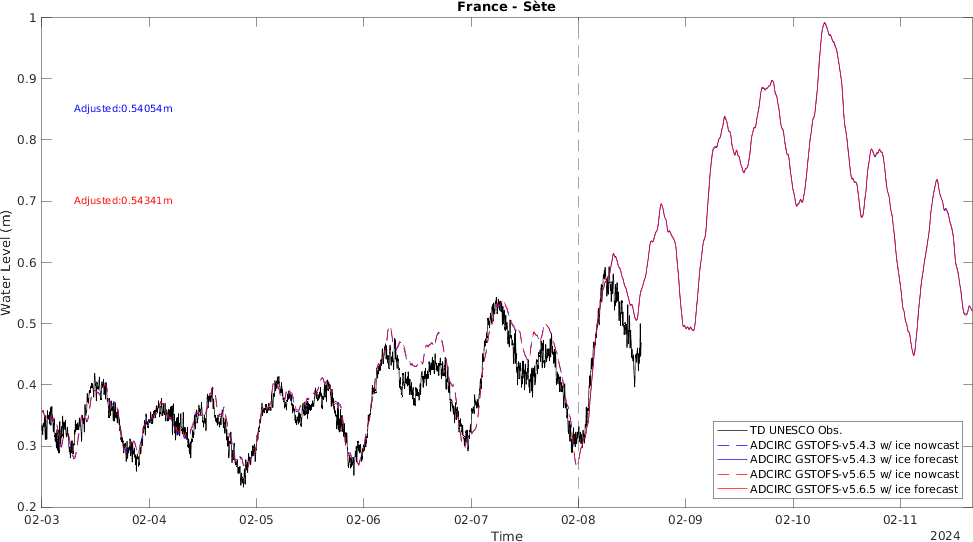 France - Sète
Water Level (m)
1
0.9
0.8
0.7
0.6
0.5
0.4
0.3
0.2
Adjusted:0.54054m
Adjusted:0.54341m
TD UNESCO Obs.
ADCIRC GSTOFS-v5.4.3 w/ ice nowcast
ADCIRC GSTOFS-v5.4.3 w/ ice forecast
ADCIRC GSTOFS-v5.6.5 w/ ice nowcast
ADCIRC GSTOFS-v5.6.5 w/ ice forecast
02-03 02-04 02-05 02-06 02-07 02-08 02-09 02-10 02-11
Time
2024